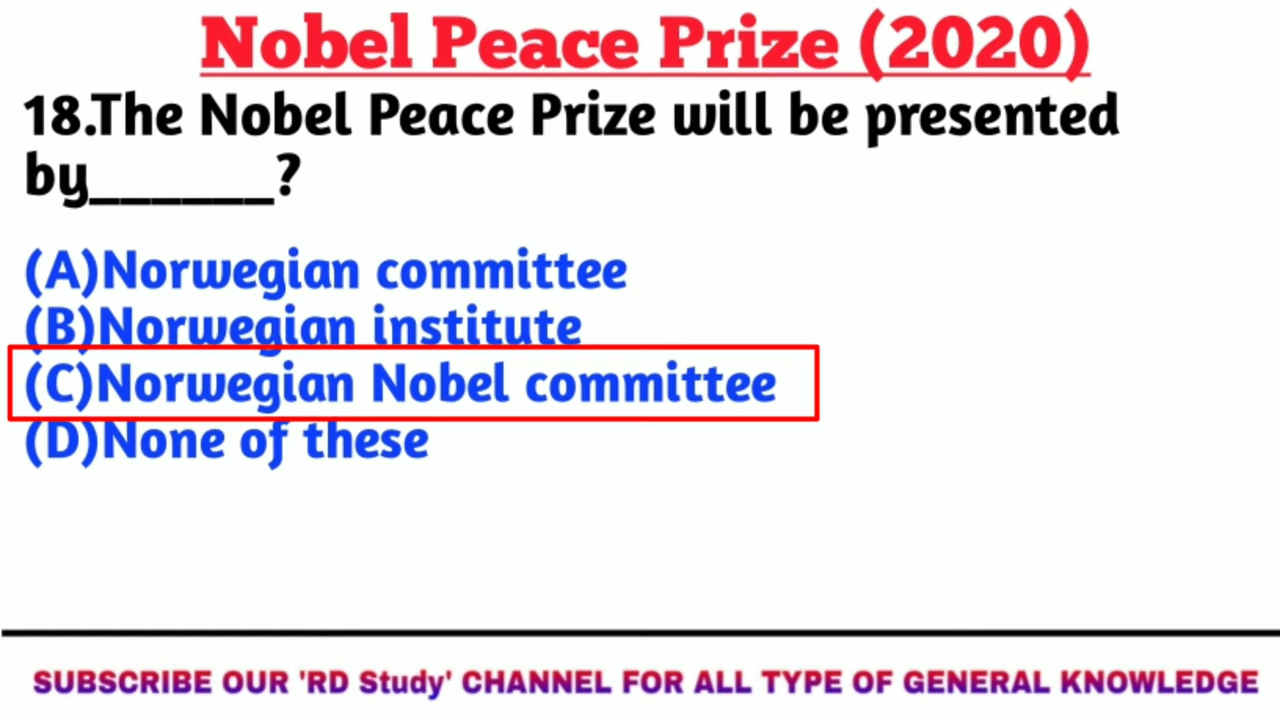 Nobel Peace Prize (2020)
18.The Nobel Peace Prize will be presented
by______?
(A)Norwegian committee
(B)Norwegian institute
(C)Norwegian Nobel committee
(D)None of these
SUBSCRIBE OUR 'RD Study' CHANNEL FOR ALL TYPE OF GENERAL KNOWLEDGE